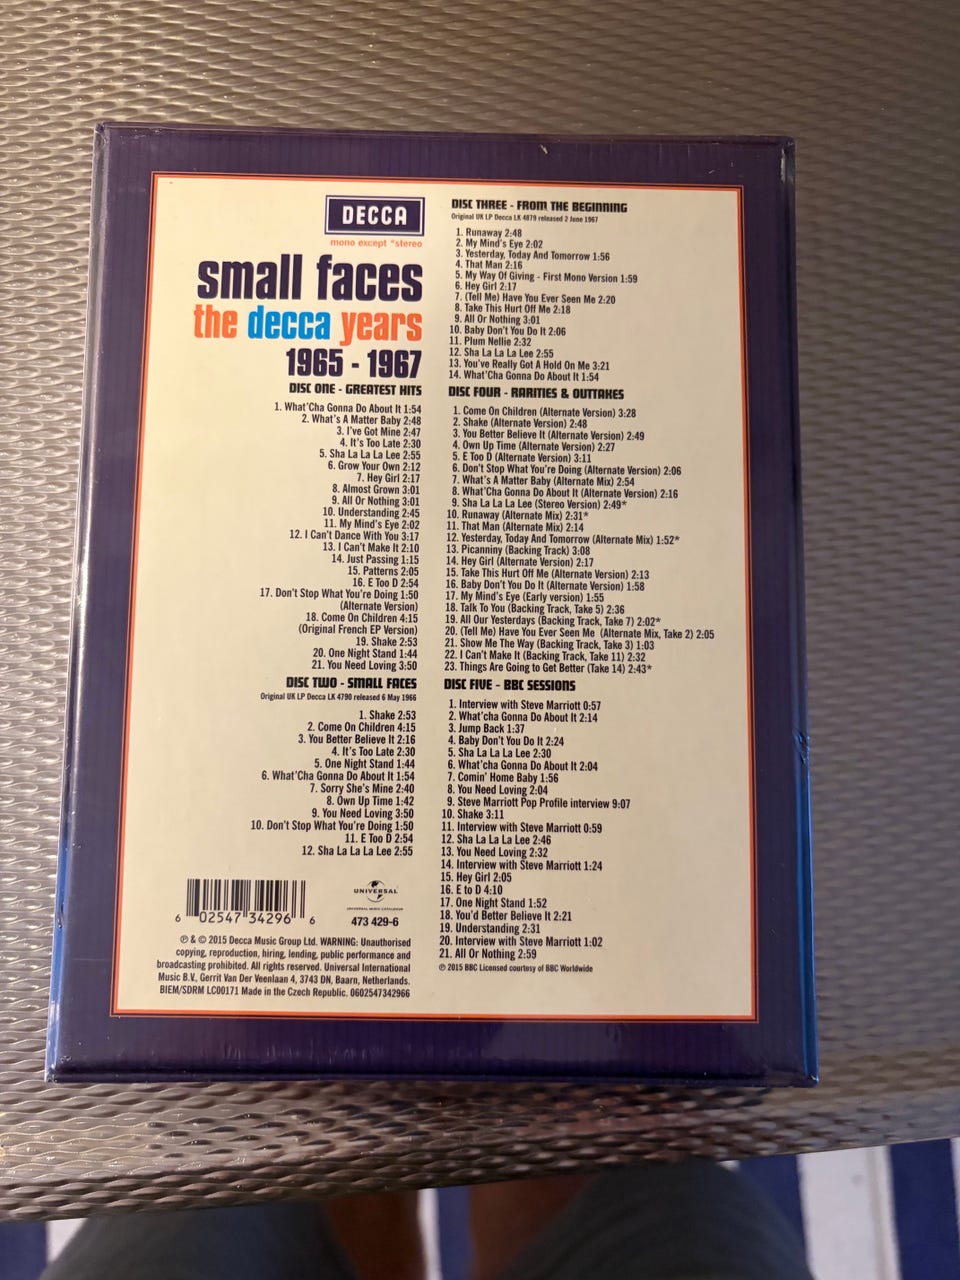 DECCA
mono except *stereo
small faces
the decca years
1965 - 1967
DISC ONE - GREATEST HITS
1. What'Cha Gonna Do About It 1:54
2. What's A Matter Baby 2:48
3. I've Got Mine 2:47
4. It's Too Late 2:30
5. Sha La La La Lee 2:55
6. Grow Your Own 2:12
7. Hey Girl 2:17
8. Almost Grown 3:01
9. All Or Nothing 3:01
10. Understanding 2:45
11. My Mind's Eye 2:02
12. I Can't Dance With You 3:17
13. I Can't Make It 2:10
14. Just Passing 1:15
15. Patterns 2:05
16. E Too D 2:54
17. Don't Stop What You're Doing 1:50
(Alternate Version)
18. Come On Children 4:15
(Original French EP Version)
19. Shake 2:53
20. One Night Stand 1:44
21. You Need Loving 3:50
DISC TWO - SMALL FACES
Original UK LP Decca LK 4790 released 6 May 1966
1. Shake 2:53
2. Come On Children 4:15
3. You Better Believe It 2:16
4. It's Too Late 2:30
5. One Night Stand 1:44
6. What'Cha Gonna Do About It 1:54
7. Sorry She's Mine 2:40
8. Own Up Time 1:42
9. You Need Loving 3:50
10. Don't Stop What You're Doing 1:50
11. E Too D 2:54
12. Sha La La La Lee 2:55
6 02547 34296 6
UNIVERSAL
UNIVERSAL MUSIC CATALOGUE
473 429-6
℗ & © 2015 Decca Music Group Ltd. WARNING: Unauthorised
copying, reproduction, hiring, lending, public performance and
broadcasting prohibited. All rights reserved. Universal International
Music B.V., Gerrit Van Der Veenlaan 4, 3743 DN, Baarn, Netherlands.
BIEM/SDRM LC00171 Made in the Czech Republic. 0602547342966
DISC THREE - FROM THE BEGINNING
Original UK LP Decca LK 4879 released 2 June 1967
1. Runaway 2:48
2. My Mind's Eye 2:02
3. Yesterday, Today And Tomorrow 1:56
4. That Man 2:16
5. My Way Of Giving - First Mono Version 1:59
6. Hey Girl 2:17
7. (Tell Me) Have You Ever Seen Me 2:20
8. Take This Hurt Off Me 2:18
9. All Or Nothing 3:01
10. Baby Don't You Do It 2:06
11. Plum Nellie 2:32
12. Sha La La La Lee 2:55
13. You've Really Got A Hold On Me 3:21
14. What'Cha Gonna Do About It 1:54
DISC FOUR - RARITIES & OUTTAKES
1. Come On Children (Alternate Version) 3:28
2. Shake (Alternate Version) 2:48
3. You Better Believe It (Alternate Version) 2:49
4. Own Up Time (Alternate Version) 2:27
5. E Too D (Alternate Version) 3:11
6. Don't Stop What You're Doing (Alternate Version) 2:06
7. What's A Matter Baby (Alternate Mix) 2:54
8. What'Cha Gonna Do About It (Alternate Version) 2:16
9. Sha La La La Lee (Stereo Version) 2:49*
10. Runaway (Alternate Mix) 2:31*
11. That Man (Alternate Mix) 2:14
12. Yesterday, Today And Tomorrow (Alternate Mix) 1:52*
13. Picanniny (Backing Track) 3:08
14. Hey Girl (Alternate Version) 2:17
15. Take This Hurt Off Me (Alternate Version) 2:13
16. Baby Don't You Do It (Alternate Version) 1:58
17. My Mind's Eye (Early version) 1:55
18. Talk To You (Backing Track, Take 5) 2:36
19. All Our Yesterdays (Backing Track, Take 7) 2:02*
20. (Tell Me) Have You Ever Seen Me (Alternate Mix, Take 2) 2:05
21. Show Me The Way (Backing Track, Take 3) 1:03
22. I Can't Make It (Backing Track, Take 11) 2:32
23. Things Are Going to Get Better (Take 14) 2:43*
DISC FIVE - BBC SESSIONS
1. Interview with Steve Marriott 0:57
2. What'cha Gonna Do About It 2:14
3. Jump Back 1:37
4. Baby Don't You Do It 2:24
5. Sha La La La Lee 2:30
6. What'cha Gonna Do About It 2:04
7. Comin' Home Baby 1:56
8. You Need Loving 2:04
9. Steve Marriott Pop Profile interview 9:07
10. Shake 3:11
11. Interview with Steve Marriott 0:59
12. Sha La La La Lee 2:46
13. You Need Loving 2:32
14. Interview with Steve Marriott 1:24
15. Hey Girl 2:05
16. E to D 4:10
17. One Night Stand 1:52
18. You'd Better Believe It 2:21
19. Understanding 2:31
20. Interview with Steve Marriott 1:02
21. All Or Nothing 2:59
℗ 2015 BBC Licensed courtesy of BBC Worldwide